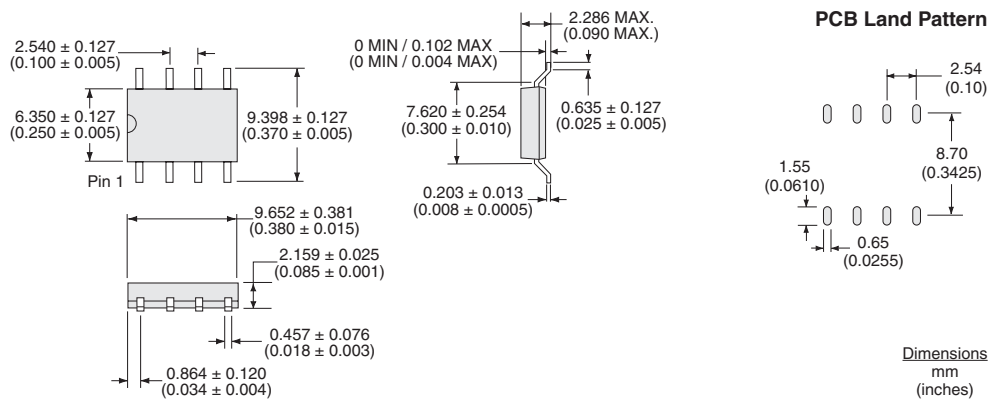 2.540 ± 0.127
(0.100 ± 0.005)
6.350 ± 0.127
(0.250 ± 0.005)
9.398 ± 0.127
(0.370 ± 0.005)
Pin 1
9.652 ± 0.381
(0.380 ± 0.015)
2.159 ± 0.025
(0.085 ± 0.001)
0.457 ± 0.076
(0.018 ± 0.003)
0.864 ± 0.120
(0.034 ± 0.004)
2.286 MAX.
(0.090 MAX.)
0 MIN / 0.102 MAX
(0 MIN / 0.004 MAX)
7.620 ± 0.254
(0.300 ± 0.010)
0.635 ± 0.127
(0.025 ± 0.005)
0.203 ± 0.013
(0.008 ± 0.0005)
PCB Land Pattern
2.54
(0.10)
8.70
(0.3425)
1.55
(0.0610)
0.65
(0.0255)
Dimensions
mm
(inches)